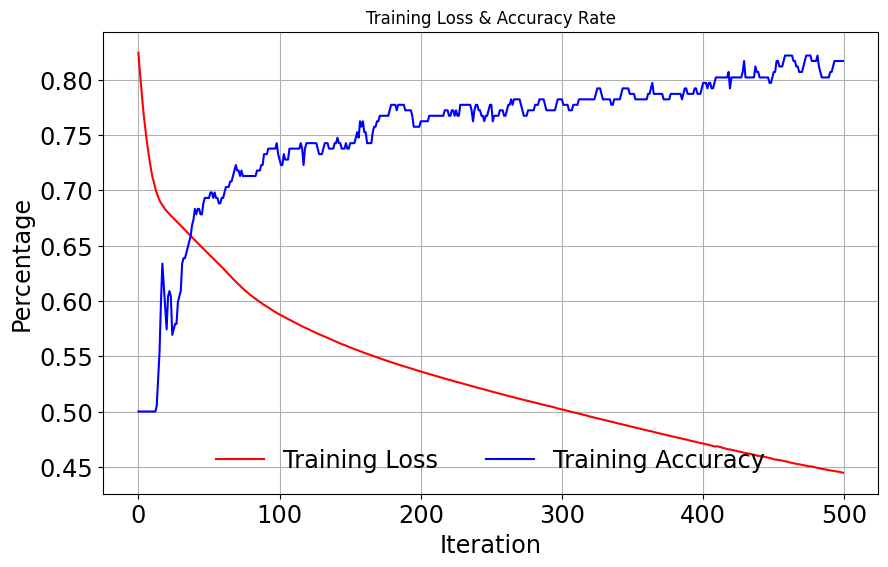 Training Loss & Accuracy Rate
Percentage
0.80
0.75
0.70
0.65
0.60
0.55
0.50
0.45
Training Loss
Training Accuracy
0 100 200 300 400 500
Iteration